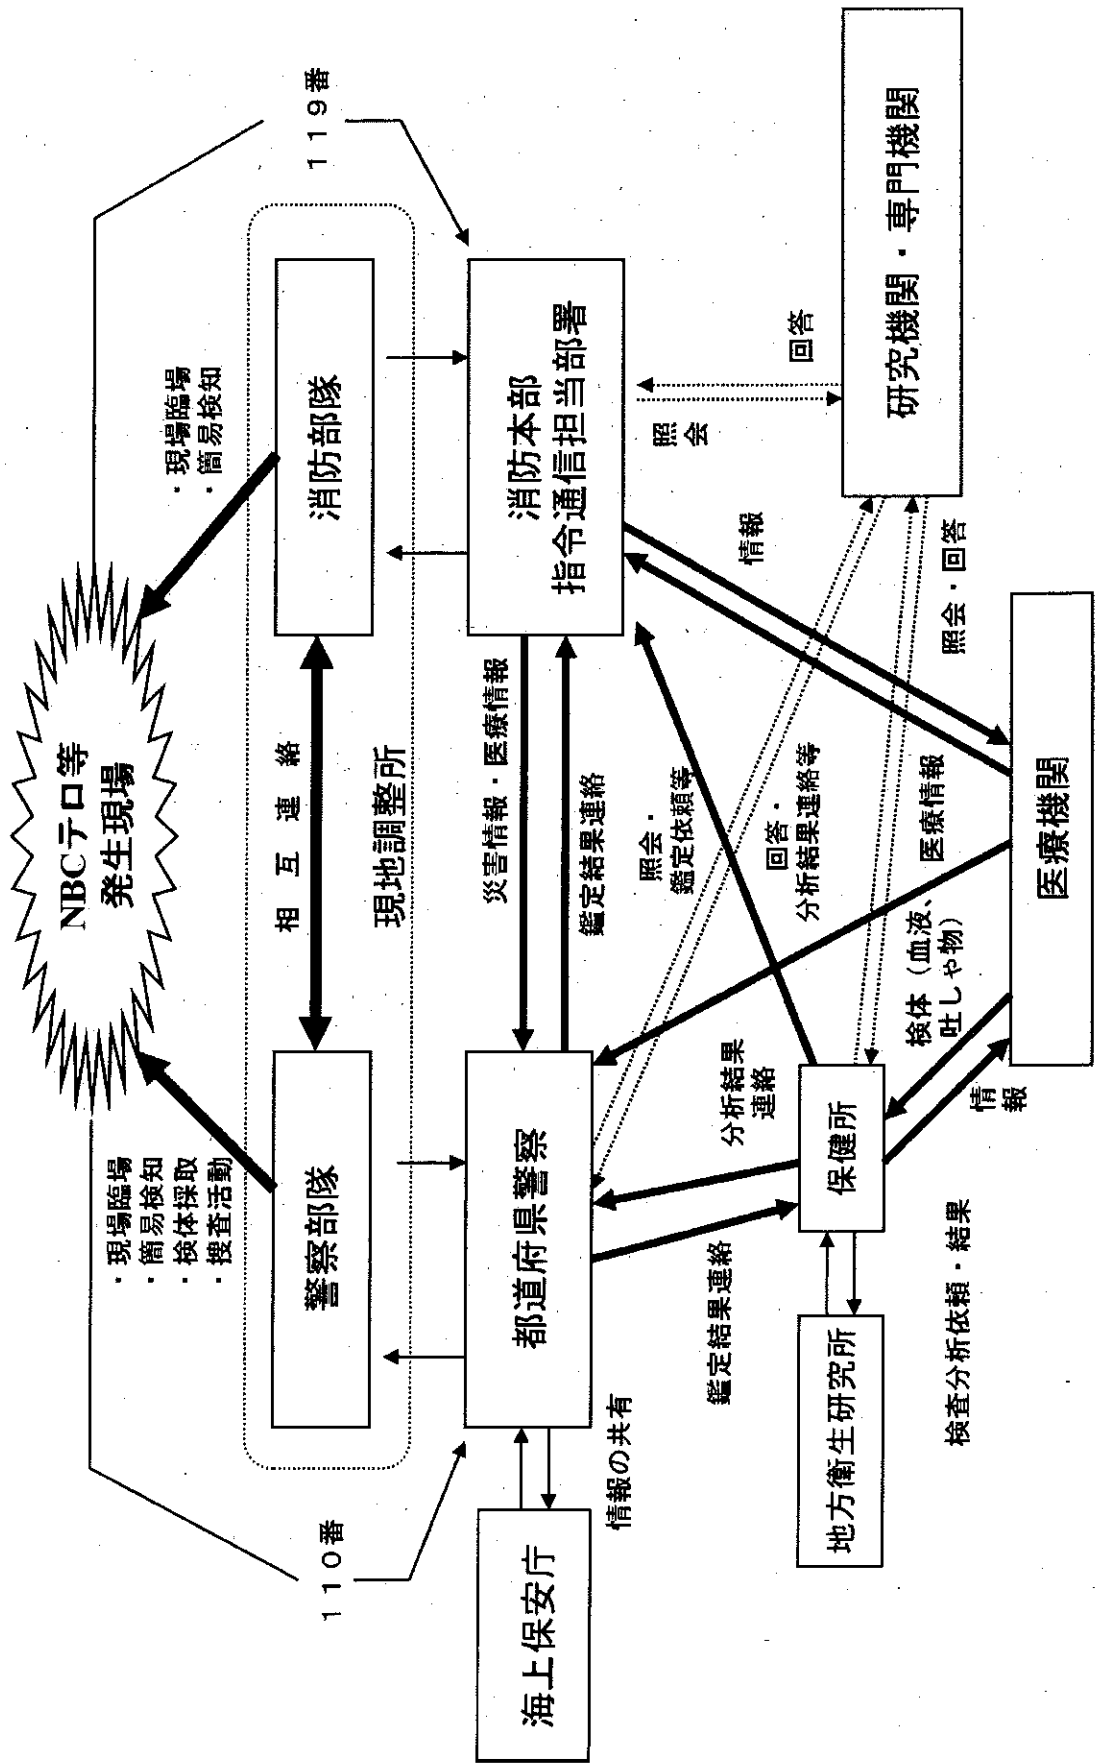 NBCテロ等
発生現場
・現場臨場
・簡易検知
・検体採取
・捜査活動
・現場臨場
・簡易検知
110番
119番
警察部隊
相互連絡
消防部隊
現地調整所
海上保安庁
情報の共有
都道府県警察
災害情報・医療情報
鑑定結果連絡
消防本部
指令通信担当部署
照会・
鑑定依頼等
回答・
分析結果連絡等
照会
回答
鑑定結果連絡
分析結果
連絡
情報
医療情報
地方衛生研究所
保健所
検査分析依頼・結果
検体（血液、
吐しゃ物）
情報
照会・回答
研究機関・専門機関
医療機関